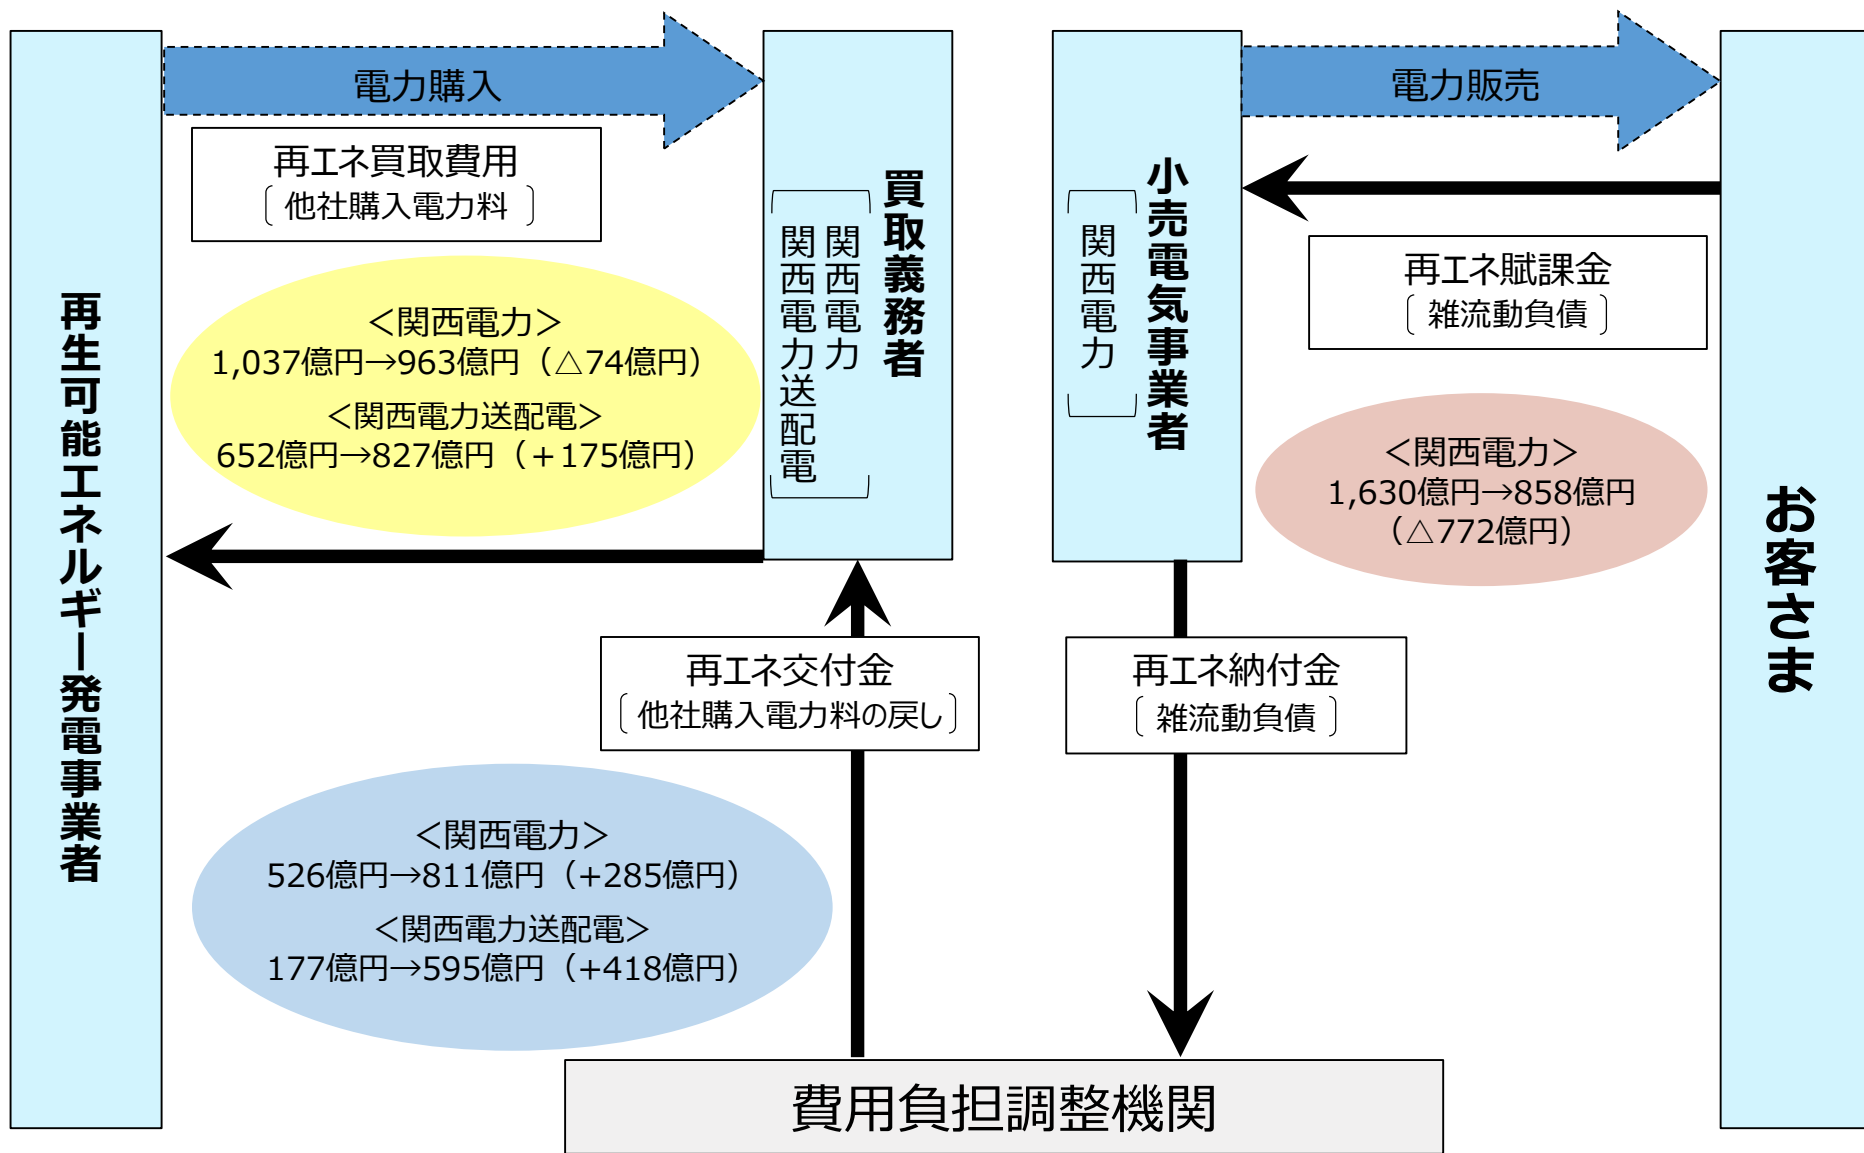 再生可能エネルギー発電事業者
電力購入
再エネ買取費用
〔 他社購入電力料 〕
＜関西電力＞
1,037億円→963億円（△74億円）
＜関西電力送配電＞
652億円→827億円（＋175億円）
買取義務者
関西電力
関西電力送配電
小売電気事業者
関西電力
電力販売
再エネ賦課金
〔 雑流動負債 〕
＜関西電力＞
1,630億円→858億円
（△772億円）
お客さま
再エネ交付金
〔 他社購入電力料の戻し 〕
再エネ納付金
〔 雑流動負債 〕
＜関西電力＞
526億円→811億円（+285億円）
＜関西電力送配電＞
177億円→595億円（+418億円）
費用負担調整機関